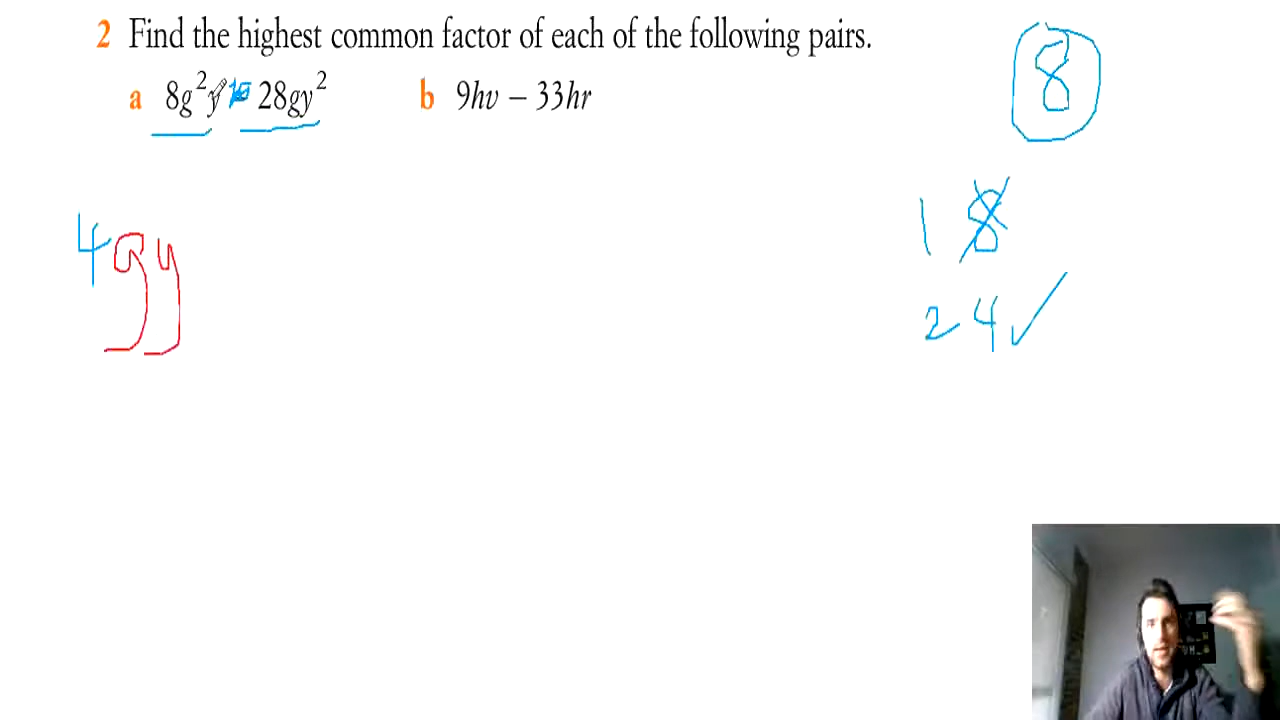 2 Find the highest common factor of each of the following pairs.
a 8g²y 28gy² b 9hv – 33hr
8
1 8
2 4 ✓
4gy